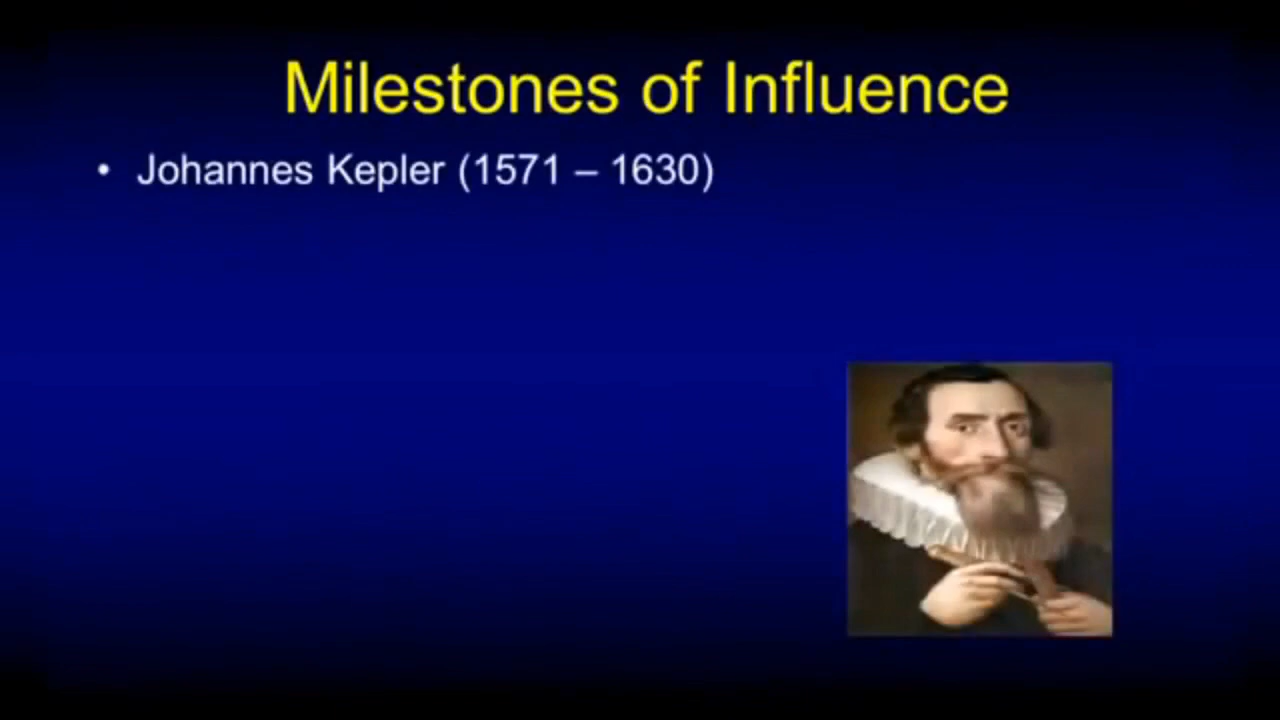 Milestones of Influence
• Johannes Kepler (1571 – 1630)